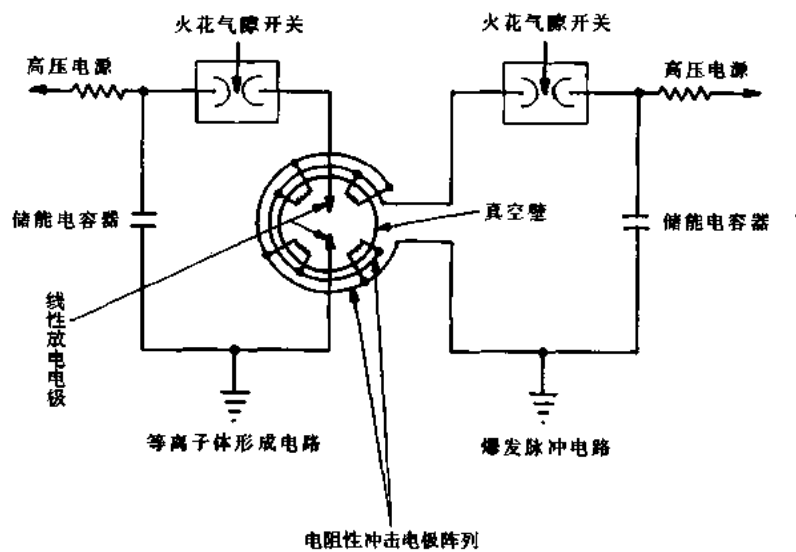 火花气隙开关
火花气隙开关
高压电源
高压电源
储能电容器
真空壁
储能电容器
线性放电电极
等离子体形成电路
爆发脉冲电路
电阻性冲击电极阵列